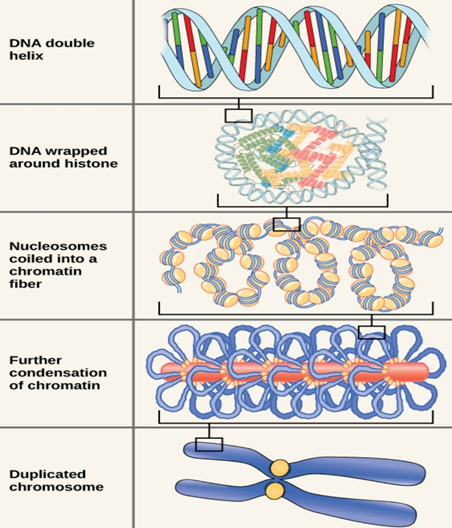 DNA double
helix
DNA wrapped
around histone
Nucleosomes
coiled into a
chromatin
fiber
Further
condensation
of chromatin
Duplicated
chromosome